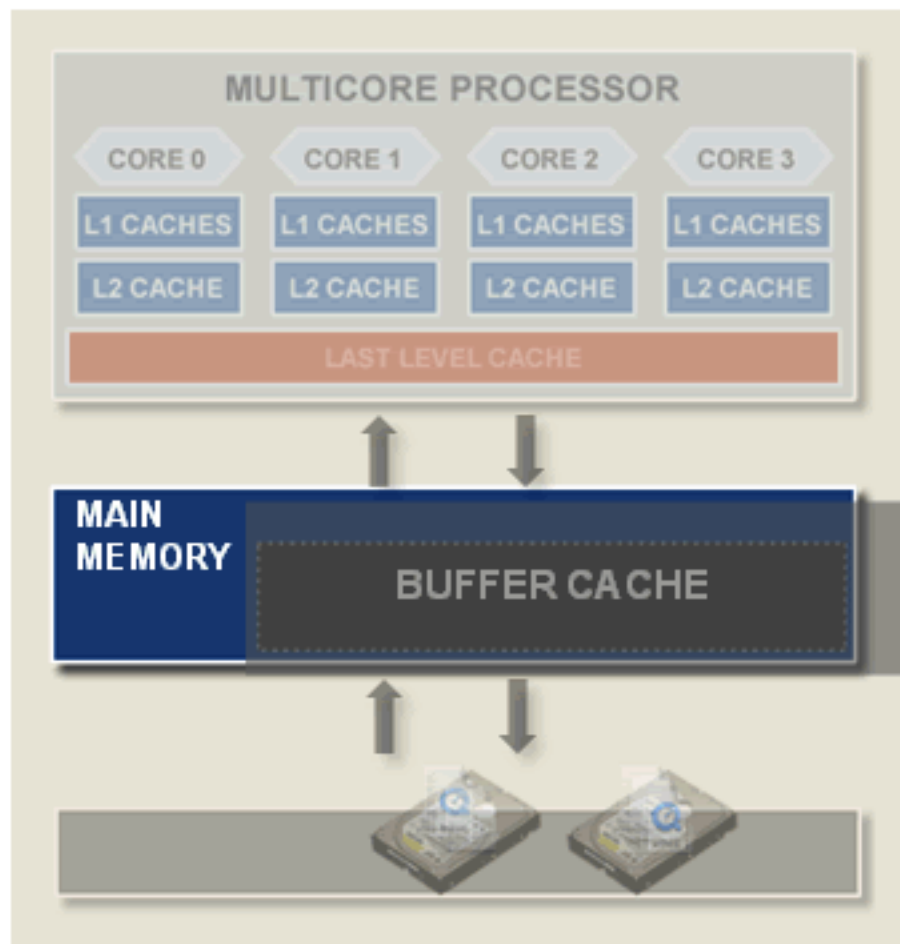 MULTICORE PROCESSOR
CORE 0 CORE 1 CORE 2 CORE 3
L1 CACHES L1 CACHES L1 CACHES L1 CACHES
L2 CACHE L2 CACHE L2 CACHE L2 CACHE
LAST LEVEL CACHE
MAIN
MEMORY
BUFFER CACHE